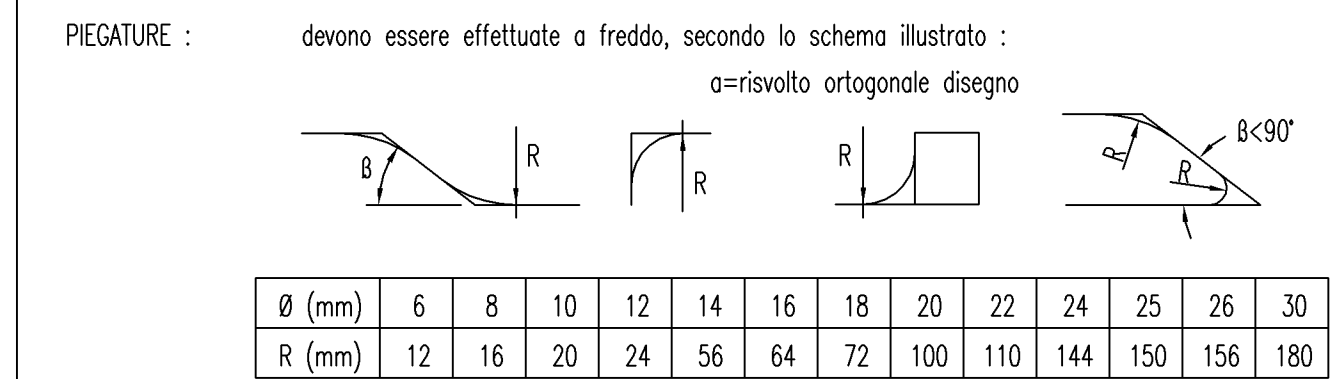 PIEGATURE : devono essere effettuate a freddo, secondo lo schema illustrato :
a=risvolto ortogonale disegno
ß R R R R R ß<90°
Ø (mm) 6 8 10 12 14 16 18 20 22 24 25 26 30
R (mm) 12 16 20 24 56 64 72 100 110 144 150 156 180